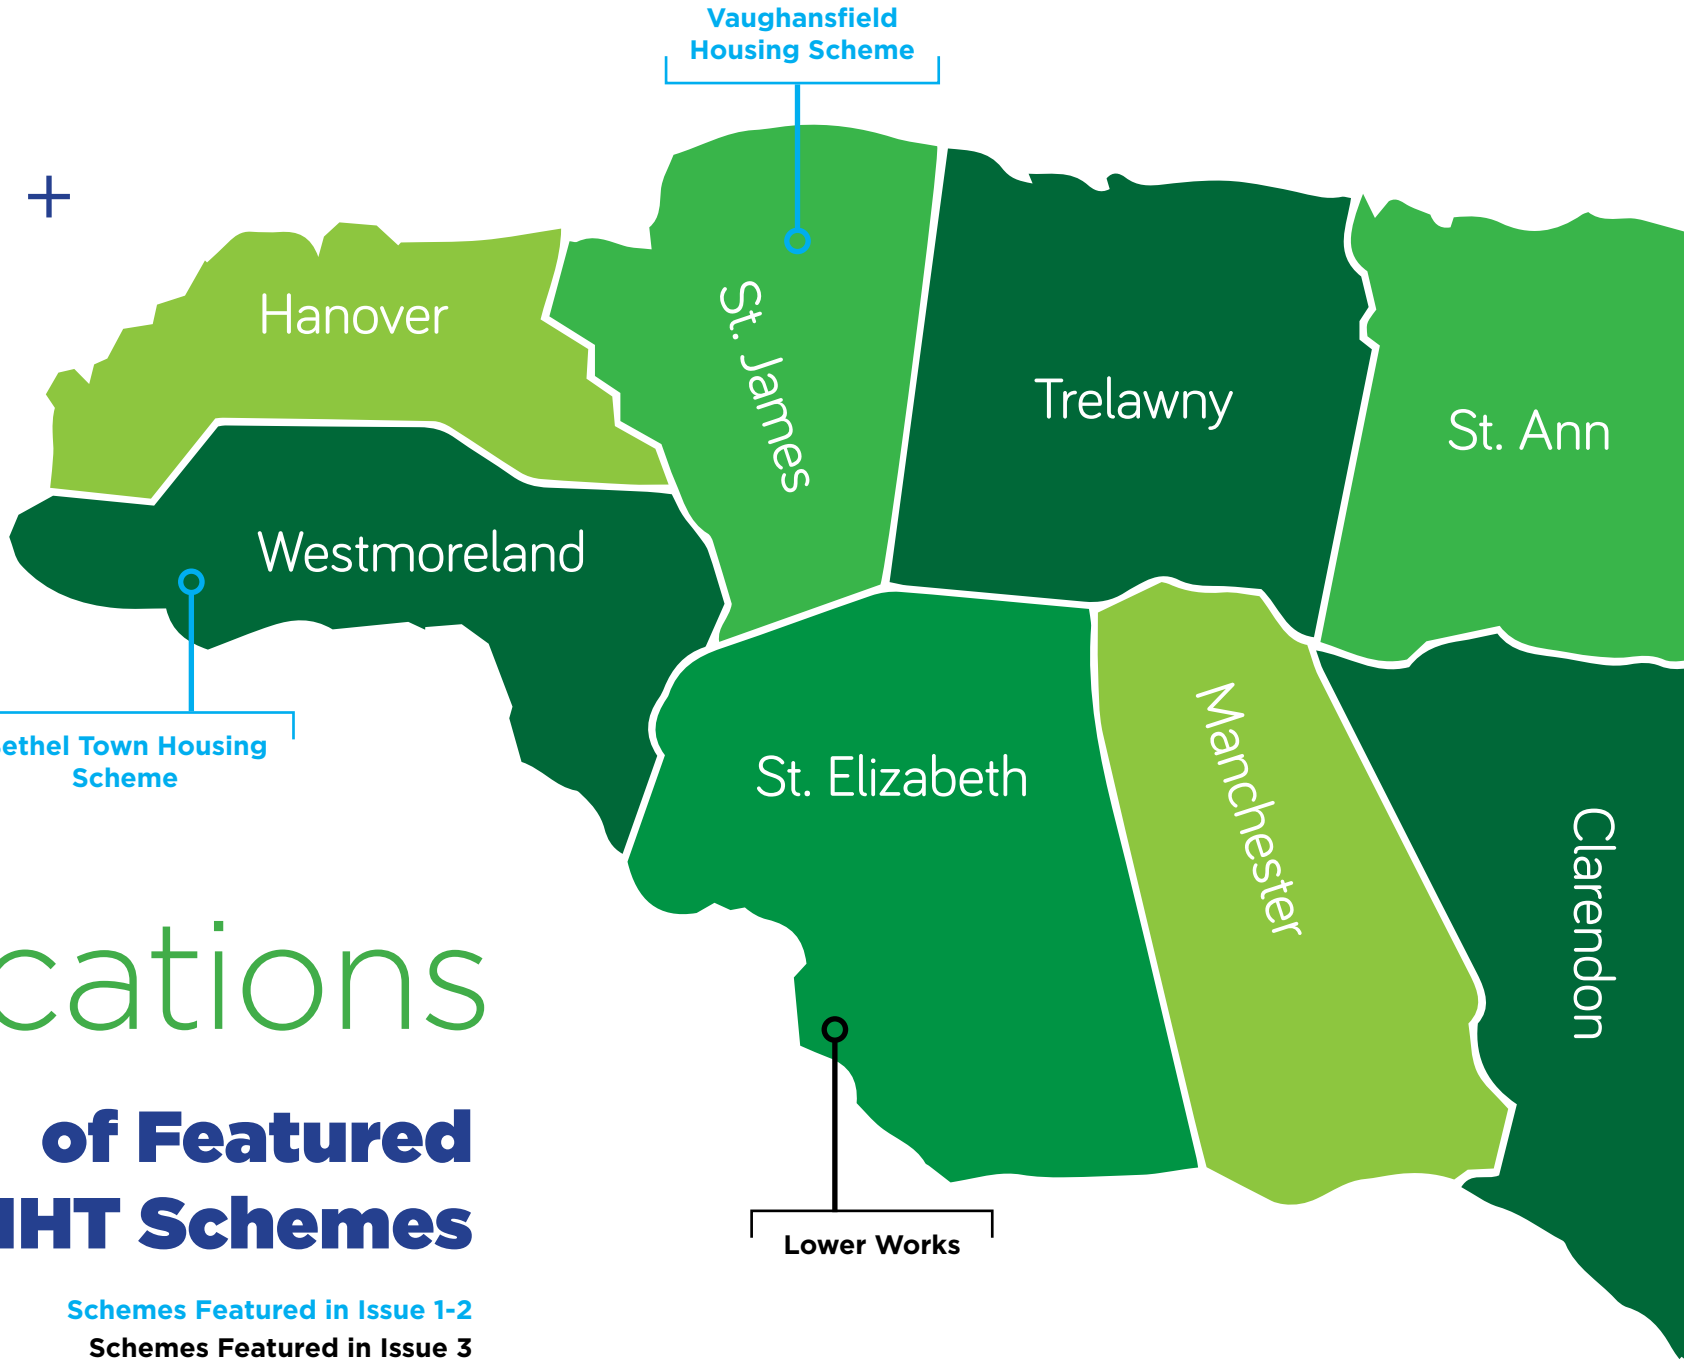 Vaughansfield
Housing Scheme
Hanover
St. James
Trelawny
St. Ann
Westmoreland
ethel Town Housing
Scheme
St. Elizabeth
Manchester
Clarendon
cations
of Featured
HT Schemes
Lower Works
Schemes Featured in Issue 1-2
Schemes Featured in Issue 3